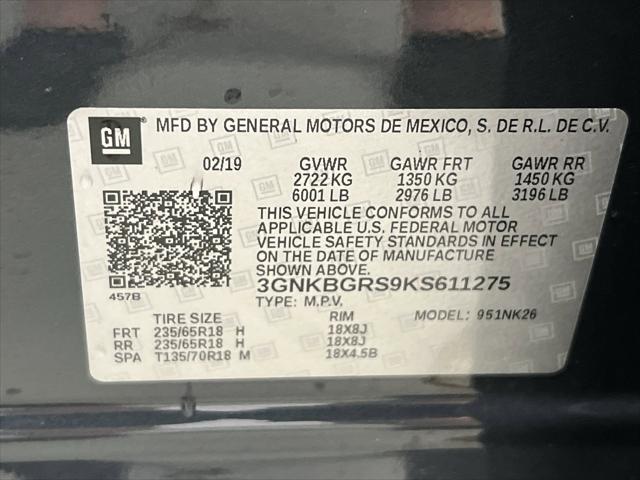 GM MFD BY GENERAL MOTORS DE MEXICO, S. DE R.L. DE C.V.
02/19 GVWR GAWR FRT GAWR RR
2722 KG 1350 KG 1450 KG
6001 LB 2976 LB 3196 LB
THIS VEHICLE CONFORMS TO ALL
APPLICABLE U.S. FEDERAL MOTOR
VEHICLE SAFETY STANDARDS IN EFFECT
ON THE DATE OF MANUFACTURE
SHOWN ABOVE.
3GNKBGRS9KS611275
457B
TYPE: M.P.V. MODEL: 951NK26
TIRE SIZE RIM
FRT 235/65R18 H 18X8J
RR 235/65R18 H 18X8J
SPA T135/70R18 M 18X4.5B